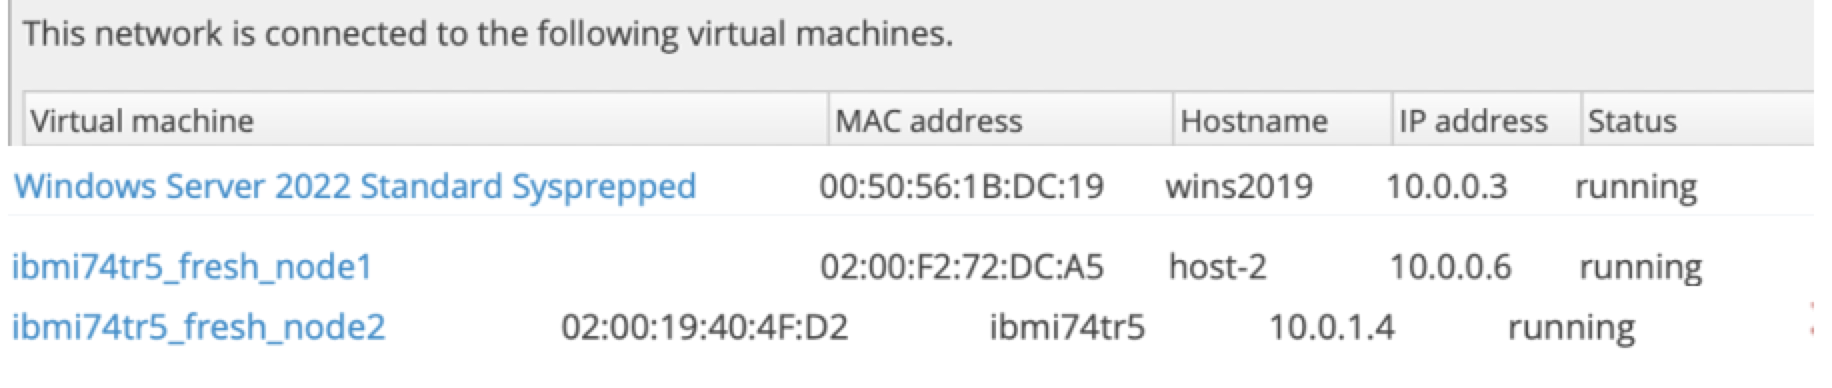 This network is connected to the following virtual machines.
Virtual machine MAC address Hostname IP address Status
Windows Server 2022 Standard Sysprepped 00:50:56:1B:DC:19 wins2019 10.0.0.3 running
ibmi74tr5_fresh_node1 02:00:F2:72:DC:A5 host-2 10.0.0.6 running
ibmi74tr5_fresh_node2 02:00:19:40:4F:D2 ibmi74tr5 10.0.1.4 running